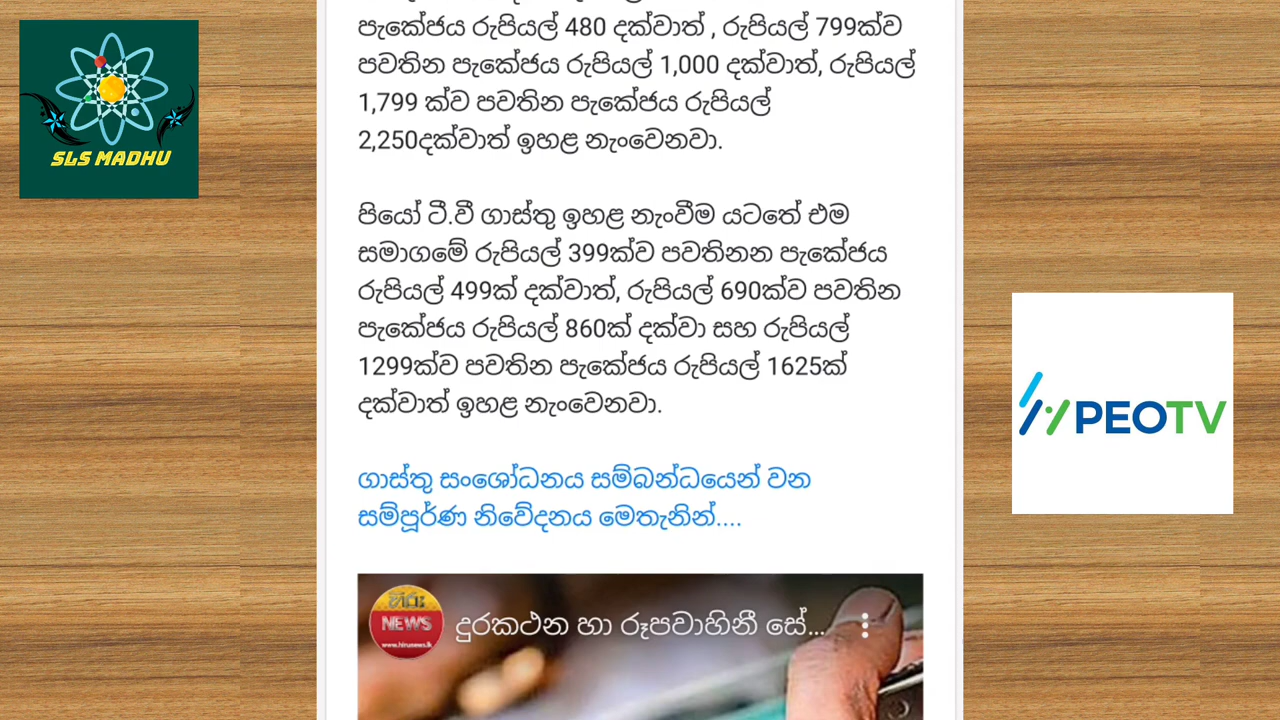 පැකේජය රුපියල් 480 දක්වාත් , රුපියල් 799ක්ව
පවතින පැකේජය රුපියල් 1,000 දක්වාත්, රුපියල්
1,799 ක්ව පවතින පැකේජය රුපියල්
2,250දක්වාත් ඉහළ නැංවෙනවා.
පියෝ ටී.වී ගාස්තු ඉහළ නැංවීම යටතේ එම
සමාගමේ රුපියල් 399ක්ව පවතිනන පැකේජය
රුපියල් 499ක් දක්වාත්, රුපියල් 690ක්ව පවතින
පැකේජය රුපියල් 860ක් දක්වා සහ රුපියල්
1299ක්ව පවතින පැකේජය රුපියල් 1625ක්
දක්වාත් ඉහළ නැංවෙනවා.
ගාස්තු සංශෝධනය සම්බන්ධයෙන් වන
සම්පූර්ණ නිවේදනය මෙතැනින්....
හිරු
NEWS
www.hirunews.lk
දුරකථන හා රූපවාහිනී සේ...
SLS MADHU
PEOTV